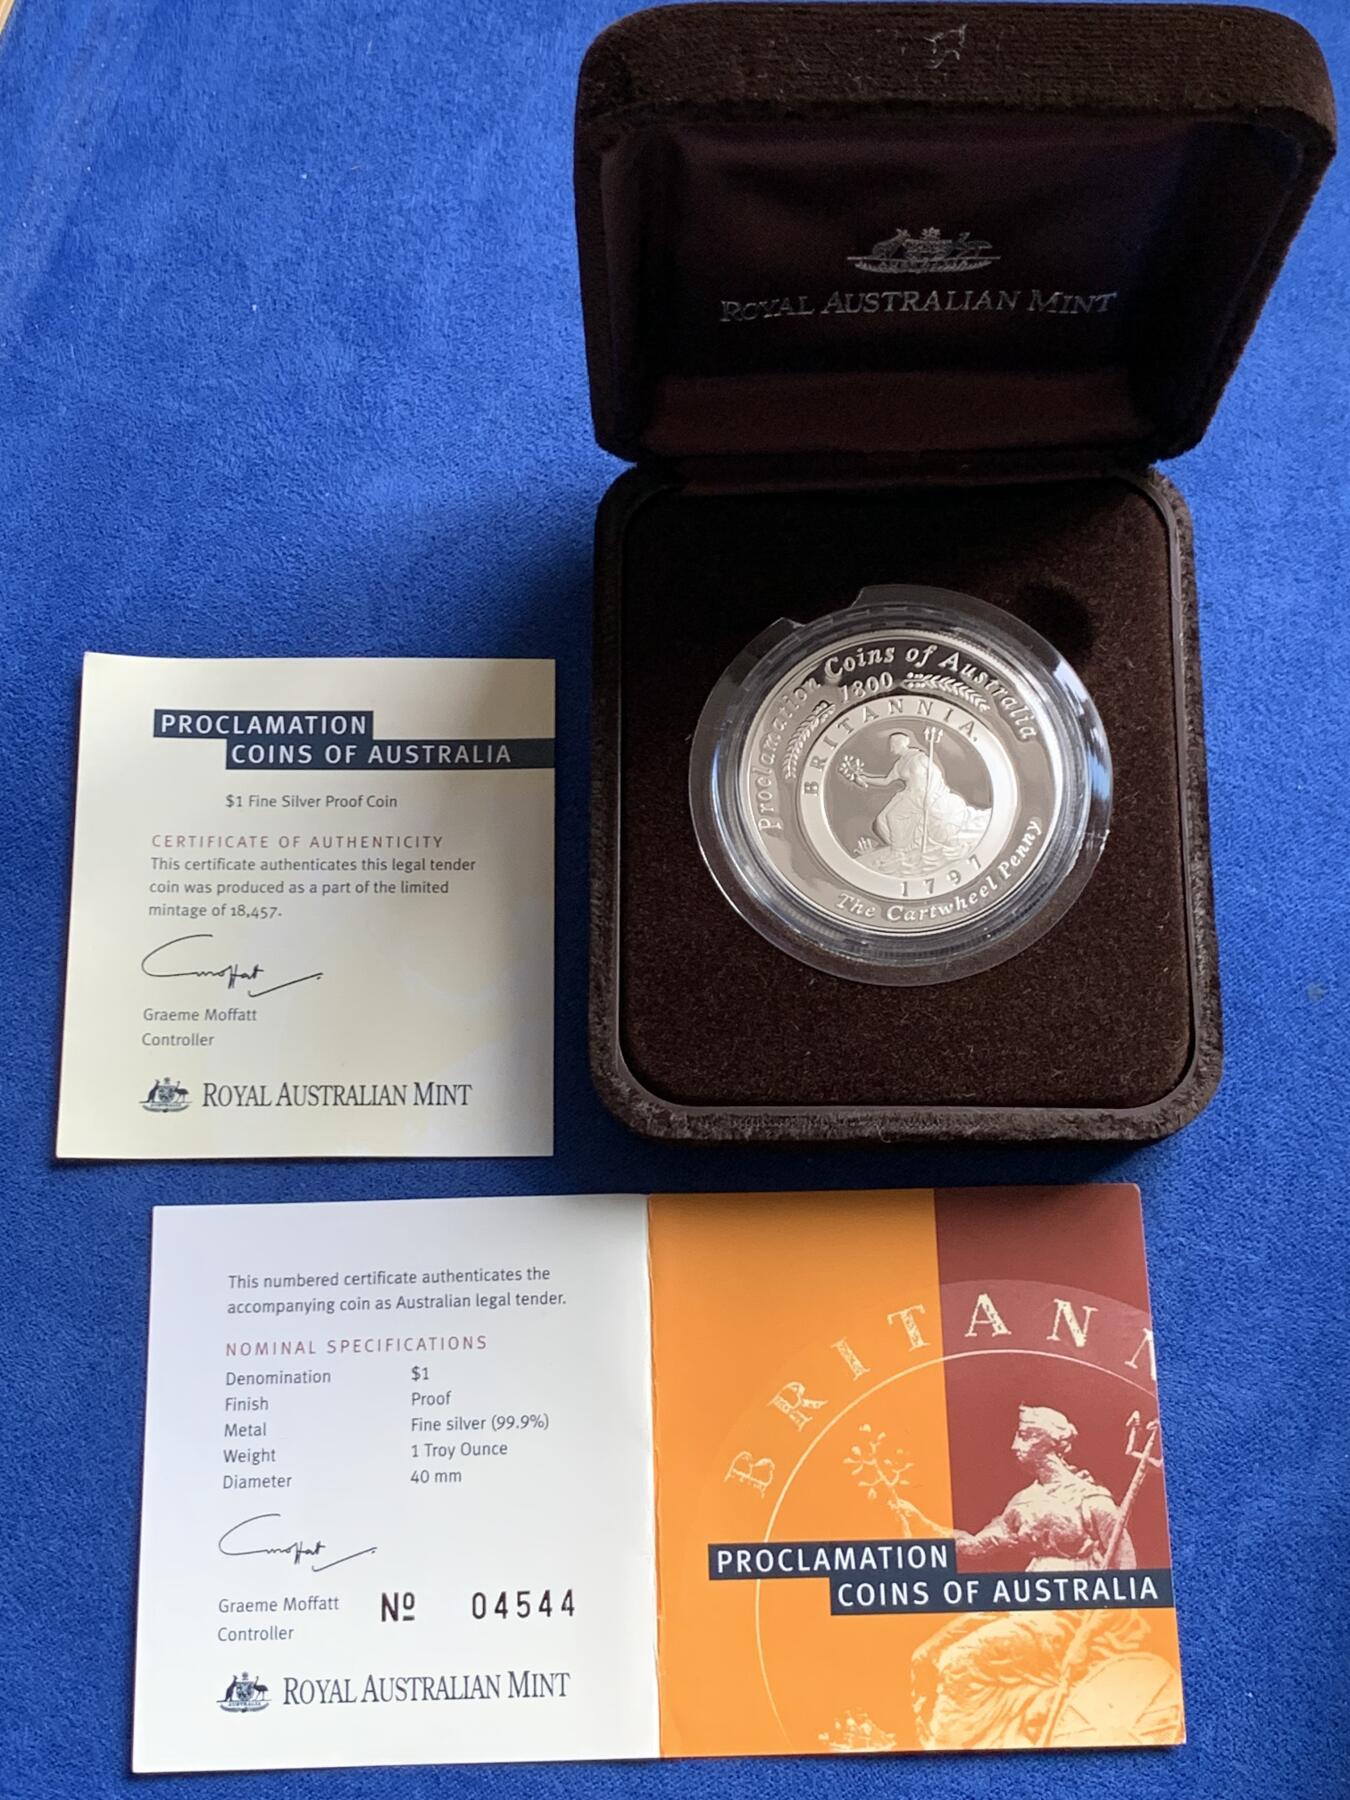 ROYAL AUSTRALIAN MINT
Proclamation Coins of Australia
1800
BRITANNIA.
1797
The Cartwheel Penny
PROCLAMATION
COINS OF AUSTRALIA
$1 Fine Silver Proof Coin
CERTIFICATE OF AUTHENTICITY
This certificate authenticates this legal tender
coin was produced as a part of the limited
mintage of 18,457.
Graeme Moffatt
Controller
ROYAL AUSTRALIAN MINT
This numbered certificate authenticates the
accompanying coin as Australian legal tender.
NOMINAL SPECIFICATIONS
Denomination $1
Finish Proof
Metal Fine silver (99.9%)
Weight 1 Troy Ounce
Diameter 40 mm
Graeme Moffatt
Controller
Nº 04544
ROYAL AUSTRALIAN MINT
BRITANN
PROCLAMATION
COINS OF AUSTRALIA